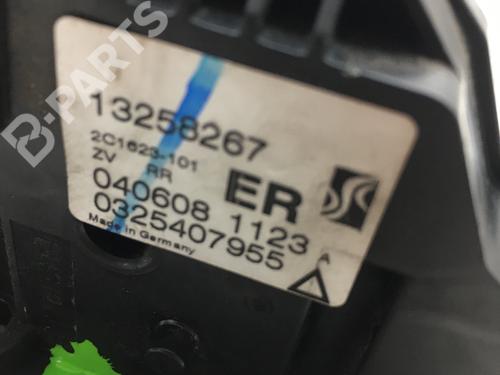 B-PARTS
13258267
2C1623-101
ZV RR
ER
040608 1123
0325407955
Made in Germany
A